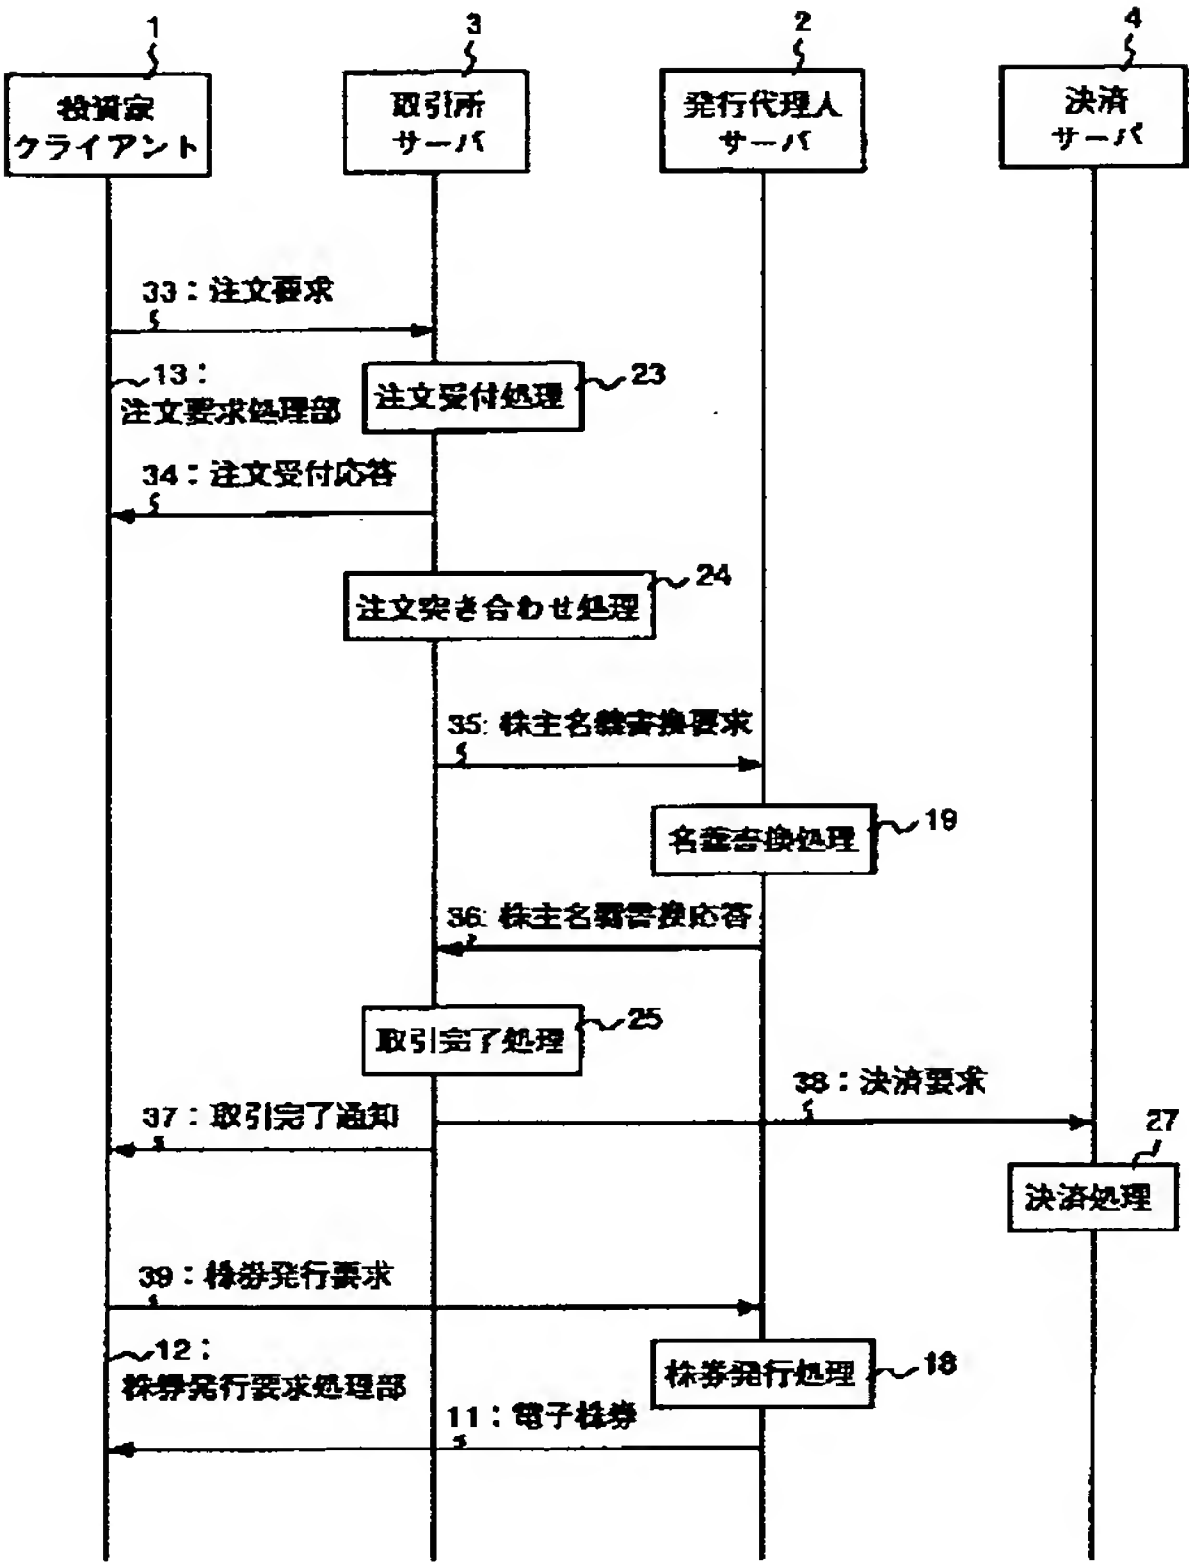 1
3
2
4
投資家
クライアント
取引所
サーバ
発行代理人
サーバ
決済
サーバ
33：注文要求
13：
注文要求処理部
注文受付処理
23
34：注文受付応答
注文突き合わせ処理
24
35: 株主名義書換要求
名義書換処理
19
36: 株主名義書換応答
取引完了処理
25
38：決済要求
37：取引完了通知
27
決済処理
39：株券発行要求
12：
株券発行要求処理部
株券発行処理
18
11：電子株券